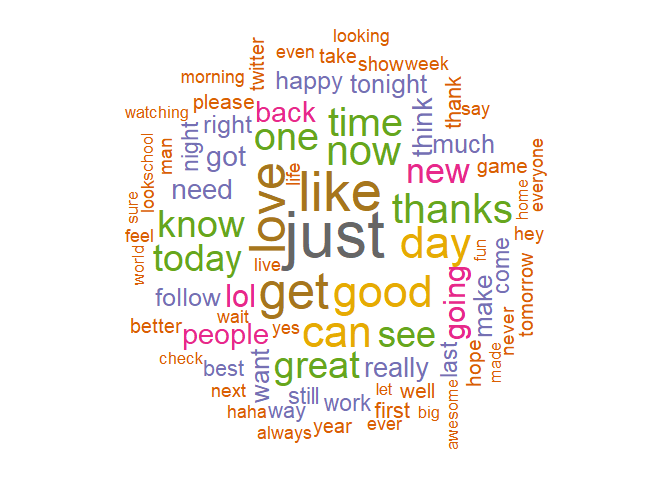 looking
even
take
twitter
show
week
morning
happy
tonight
watching
please
back
time
think
thank
say
right
one
now
much
night
got
man
school
look
need
love
life
like
new
game
everyone
home
sure
know
just
thanks
hey
feel
today
day
fun
come
world
live
follow
lol
get
good
going
make
tomorrow
better
wait
people
yes
can
see
last
never
made
hope
check
best
want
great
really
next
still
let
well
haha
way
work
first
big
awesome
always
year
ever